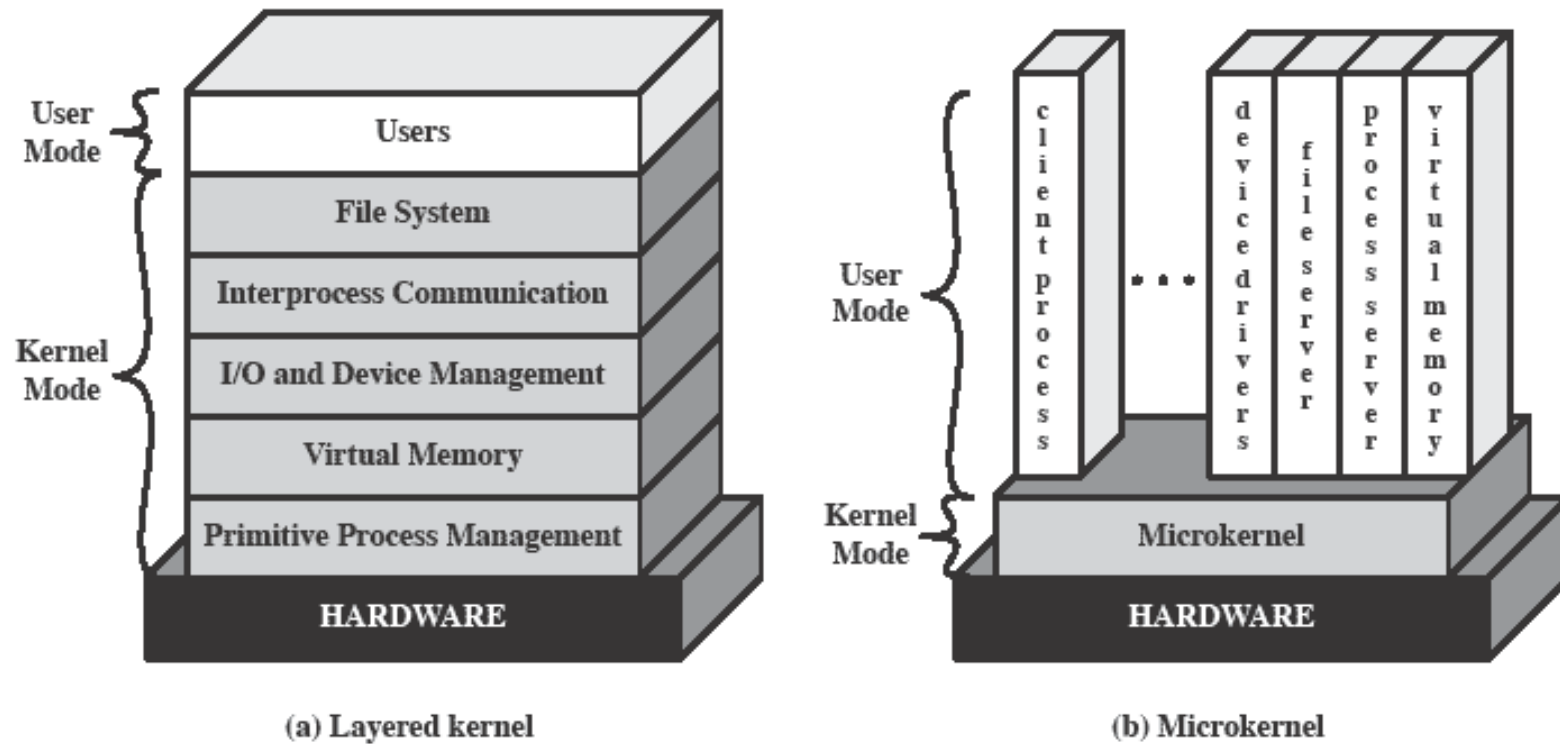 User
Mode
Users
File System
Interprocess Communication
Kernel
Mode
I/O and Device Management
Virtual Memory
Primitive Process Management
HARDWARE
(a) Layered kernel
User
Mode
client process
...
device drivers
file server
process server
virtual memory
Kernel
Mode
Microkernel
HARDWARE
(b) Microkernel